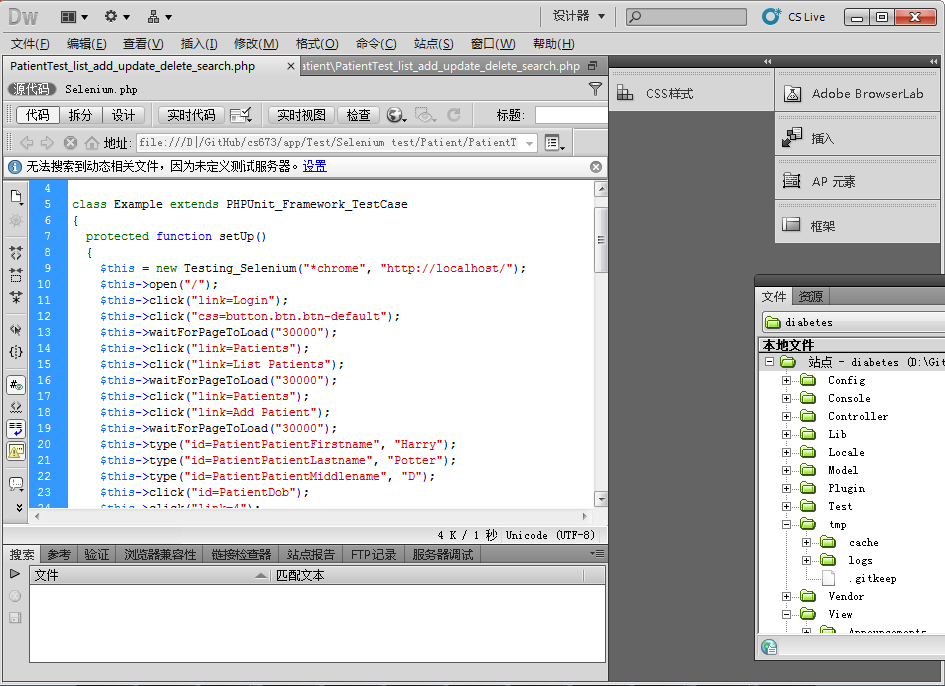 Dw 设计器 CS Live
文件(F) 编辑(E) 查看(V) 插入(I) 修改(M) 格式(O) 命令(C) 站点(S) 窗口(W) 帮助(H)
PatientTest_list_add_update_delete_search.php × atient\PatientTest_list_add_update_delete_search.php
源代码 Selenium.php
代码 拆分 设计 实时代码 实时视图 检查 标题:
地址: file:///D|/GitHub/cs673/app/Test/Selenium test/Patient/PatientT
无法搜索到动态相关文件，因为未定义测试服务器。设置
4
5 class Example extends PHPUnit_Framework_TestCase
6 {
7 protected function setUp()
8 {
9 $this = new Testing_Selenium("*chrome", "http://localhost/");
10 $this->open("/");
11 $this->click("link=Login");
12 $this->click("css=button.btn.btn-default");
13 $this->waitForPageToLoad("30000");
14 $this->click("link=Patients");
15 $this->click("link=List Patients");
16 $this->waitForPageToLoad("30000");
17 $this->click("link=Patients");
18 $this->click("link=Add Patient");
19 $this->waitForPageToLoad("30000");
20 $this->type("id=PatientPatientFirstname", "Harry");
21 $this->type("id=PatientPatientLastname", "Potter");
22 $this->type("id=PatientPatientMiddlename", "D");
23 $this->click("id=PatientDob");
24 $this->click("link=4");
4 K / 1 秒 Unicode (UTF-8)
搜索 参考 验证 浏览器兼容性 链接检查器 站点报告 FTP记录 服务器调试
文件 匹配文本
CSS样式
Adobe BrowserLab
插入
AP 元素
框架
文件 资源
diabetes
本地文件
站点 - diabetes (D:\Git
Config
Console
Controller
Lib
Locale
Model
Plugin
Test
tmp
cache
logs
.gitkeep
Vendor
View
Announcements